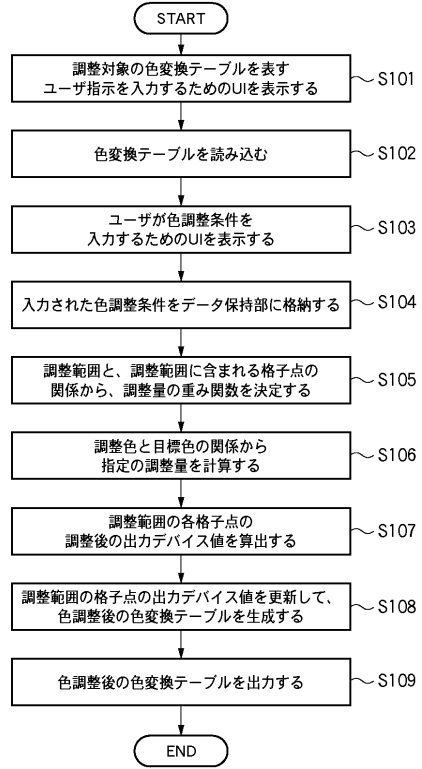 START
調整対象の色変換テーブルを表す
ユーザ指示を入力するためのUIを表示する
S101
色変換テーブルを読み込む
S102
ユーザが色調整条件を
入力するためのUIを表示する
S103
入力された色調整条件をデータ保持部に格納する
S104
調整範囲と、調整範囲に含まれる格子点の
関係から、調整量の重み関数を決定する
S105
調整色と目標色の関係から
指定の調整量を計算する
S106
調整範囲の各格子点の
調整後の出力デバイス値を算出する
S107
調整範囲の格子点の出力デバイス値を更新して、
色調整後の色変換テーブルを生成する
S108
色調整後の色変換テーブルを出力する
S109
END